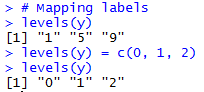 > # Mapping labels
> levels(y)
[1] "1" "5" "9"
> levels(y) = c(0, 1, 2)
> levels(y)
[1] "0" "1" "2"